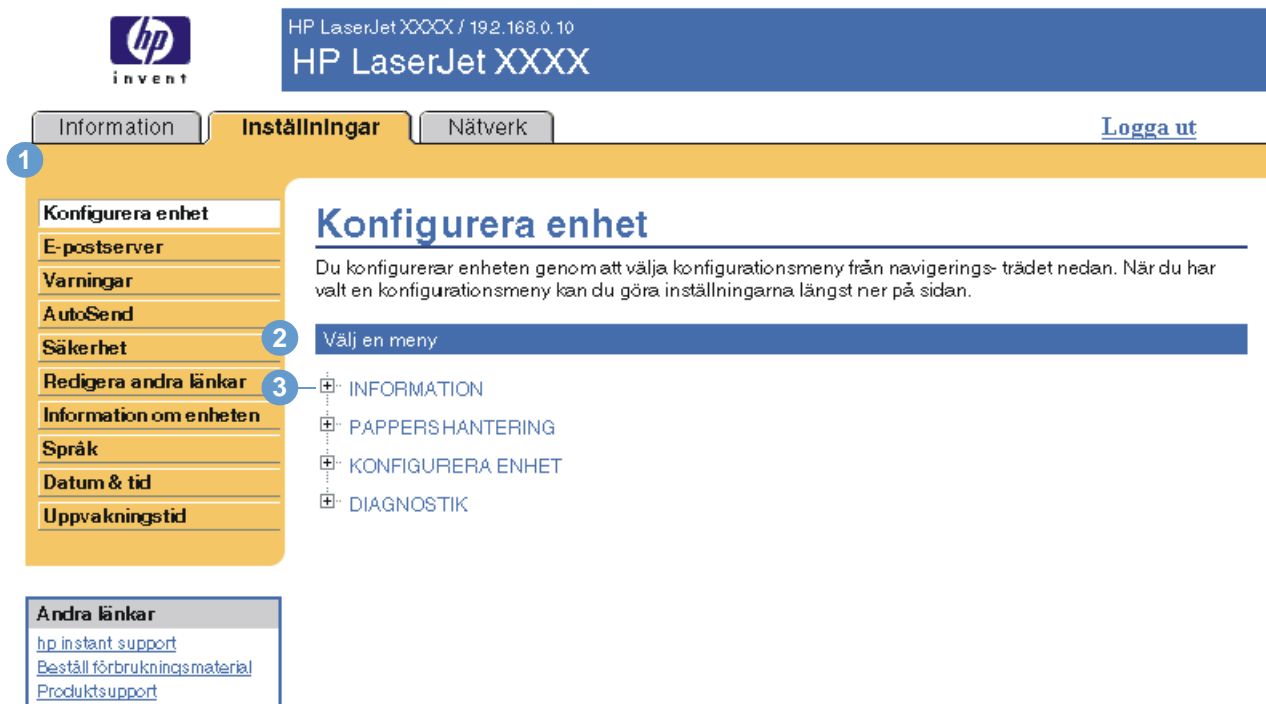 hp
invent
HP LaserJet XXXX / 192.168.0.10
HP LaserJet XXXX
Information
Inställningar
Nätverk
Logga ut
1
Konfigurera enhet
E-postserver
Varningar
AutoSend
Säkerhet
Redigera andra länkar
Information om enheten
Språk
Datum & tid
Uppvakningstid
Konfigurera enhet
Du konfigurerar enheten genom att välja konfigurationsmeny från navigerings- trädet nedan. När du har
valt en konfigurationsmeny kan du göra inställningarna längst ner på sidan.
2
Välj en meny
3
INFORMATION
PAPPERSHANTERING
KONFIGURERA ENHET
DIAGNOSTIK
Andra länkar
hp instant support
Beställ förbrukningsmaterial
Produktsupport